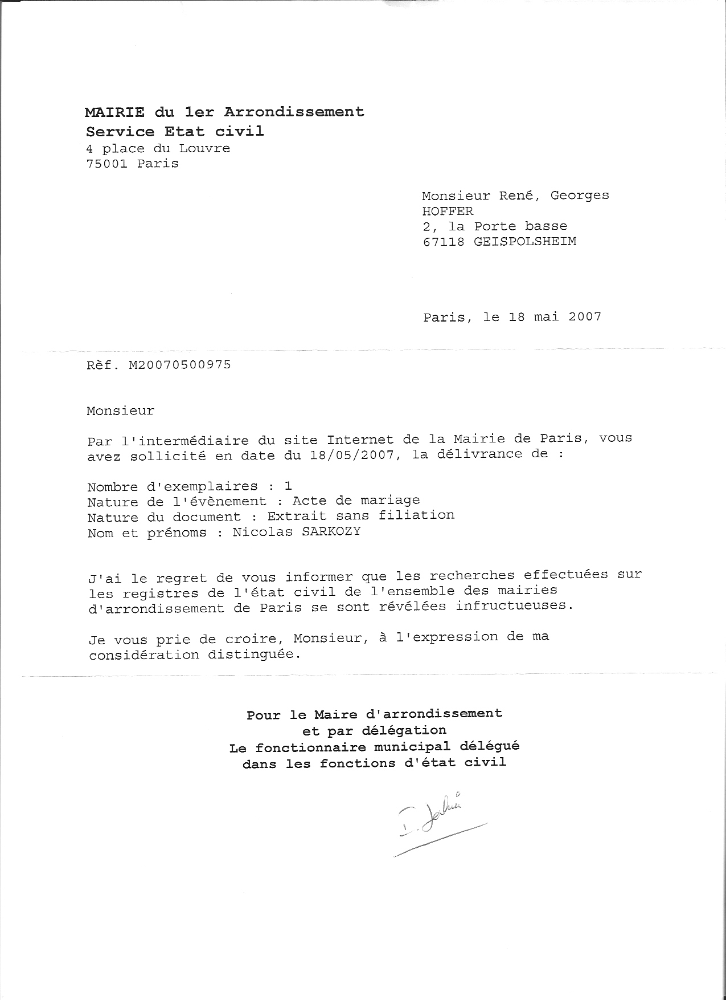 MAIRIE du 1er Arrondissement
Service Etat civil
4 place du Louvre
75001 Paris
Monsieur René, Georges
HOFFER
2, la Porte basse
67118 GEISPOLSHEIM
Paris, le 18 mai 2007
Rèf. M20070500975
Monsieur
Par l'intermédiaire du site Internet de la Mairie de Paris, vous
avez sollicité en date du 18/05/2007, la délivrance de :
Nombre d'exemplaires : 1
Nature de l'évènement : Acte de mariage
Nature du document : Extrait sans filiation
Nom et prénoms : Nicolas SARKOZY
J'ai le regret de vous informer que les recherches effectuées sur
les registres de l'état civil de l'ensemble des mairies
d'arrondissement de Paris se sont révélées infructueuses.
Je vous prie de croire, Monsieur, à l'expression de ma
considération distinguée.
Pour le Maire d'arrondissement
et par délégation
Le fonctionnaire municipal délégué
dans les fonctions d'état civil